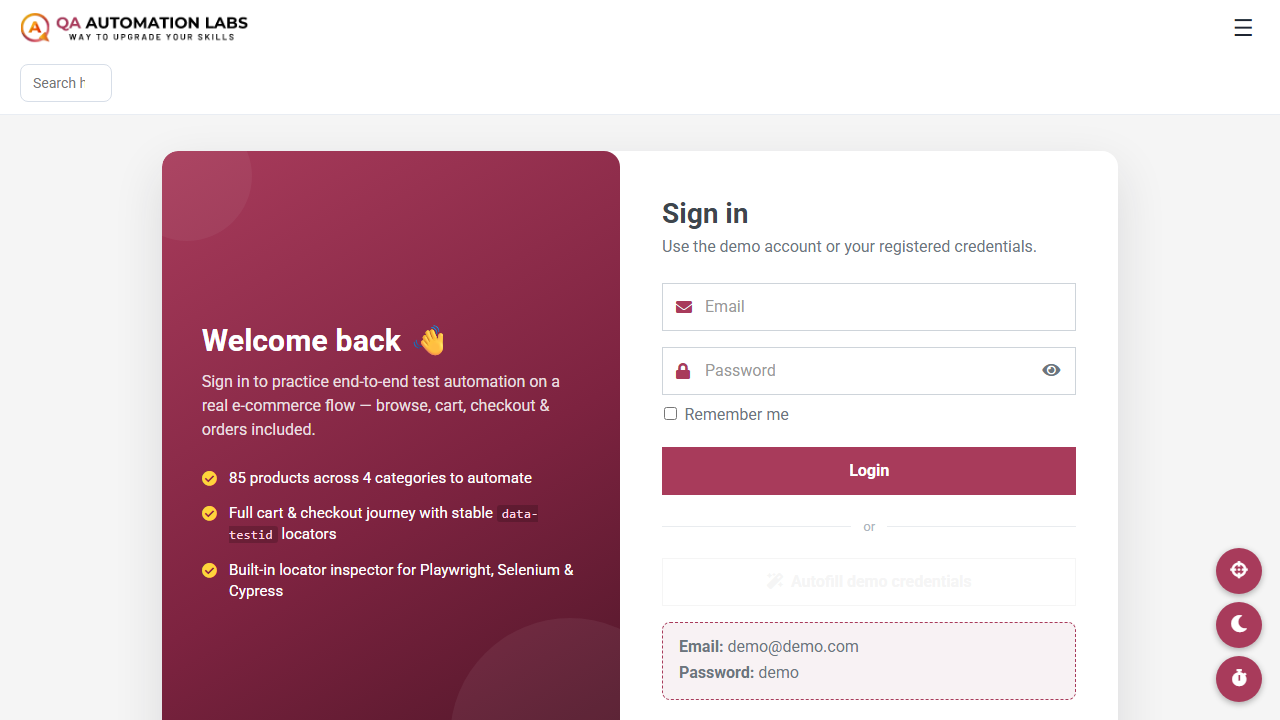 QA AUTOMATION LABS
WAY TO UPGRADE YOUR SKILLS
Search h
Welcome back 👋
Sign in to practice end-to-end test automation on a
real e-commerce flow — browse, cart, checkout &
orders included.
85 products across 4 categories to automate
Full cart & checkout journey with stable data-
testid locators
Built-in locator inspector for Playwright, Selenium &
Cypress
Sign in
Use the demo account or your registered credentials.
Email
Password
Remember me
Login
or
Autofill demo credentials
Email: demo@demo.com
Password: demo